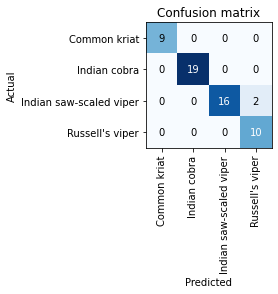 Confusion matrix
Actual
Common kriat 9 0 0 0
Indian cobra 0 19 0 0
Indian saw-scaled viper 0 0 16 2
Russell's viper 0 0 0 10
Common kriat
Indian cobra
Indian saw-scaled viper
Russell's viper
Predicted